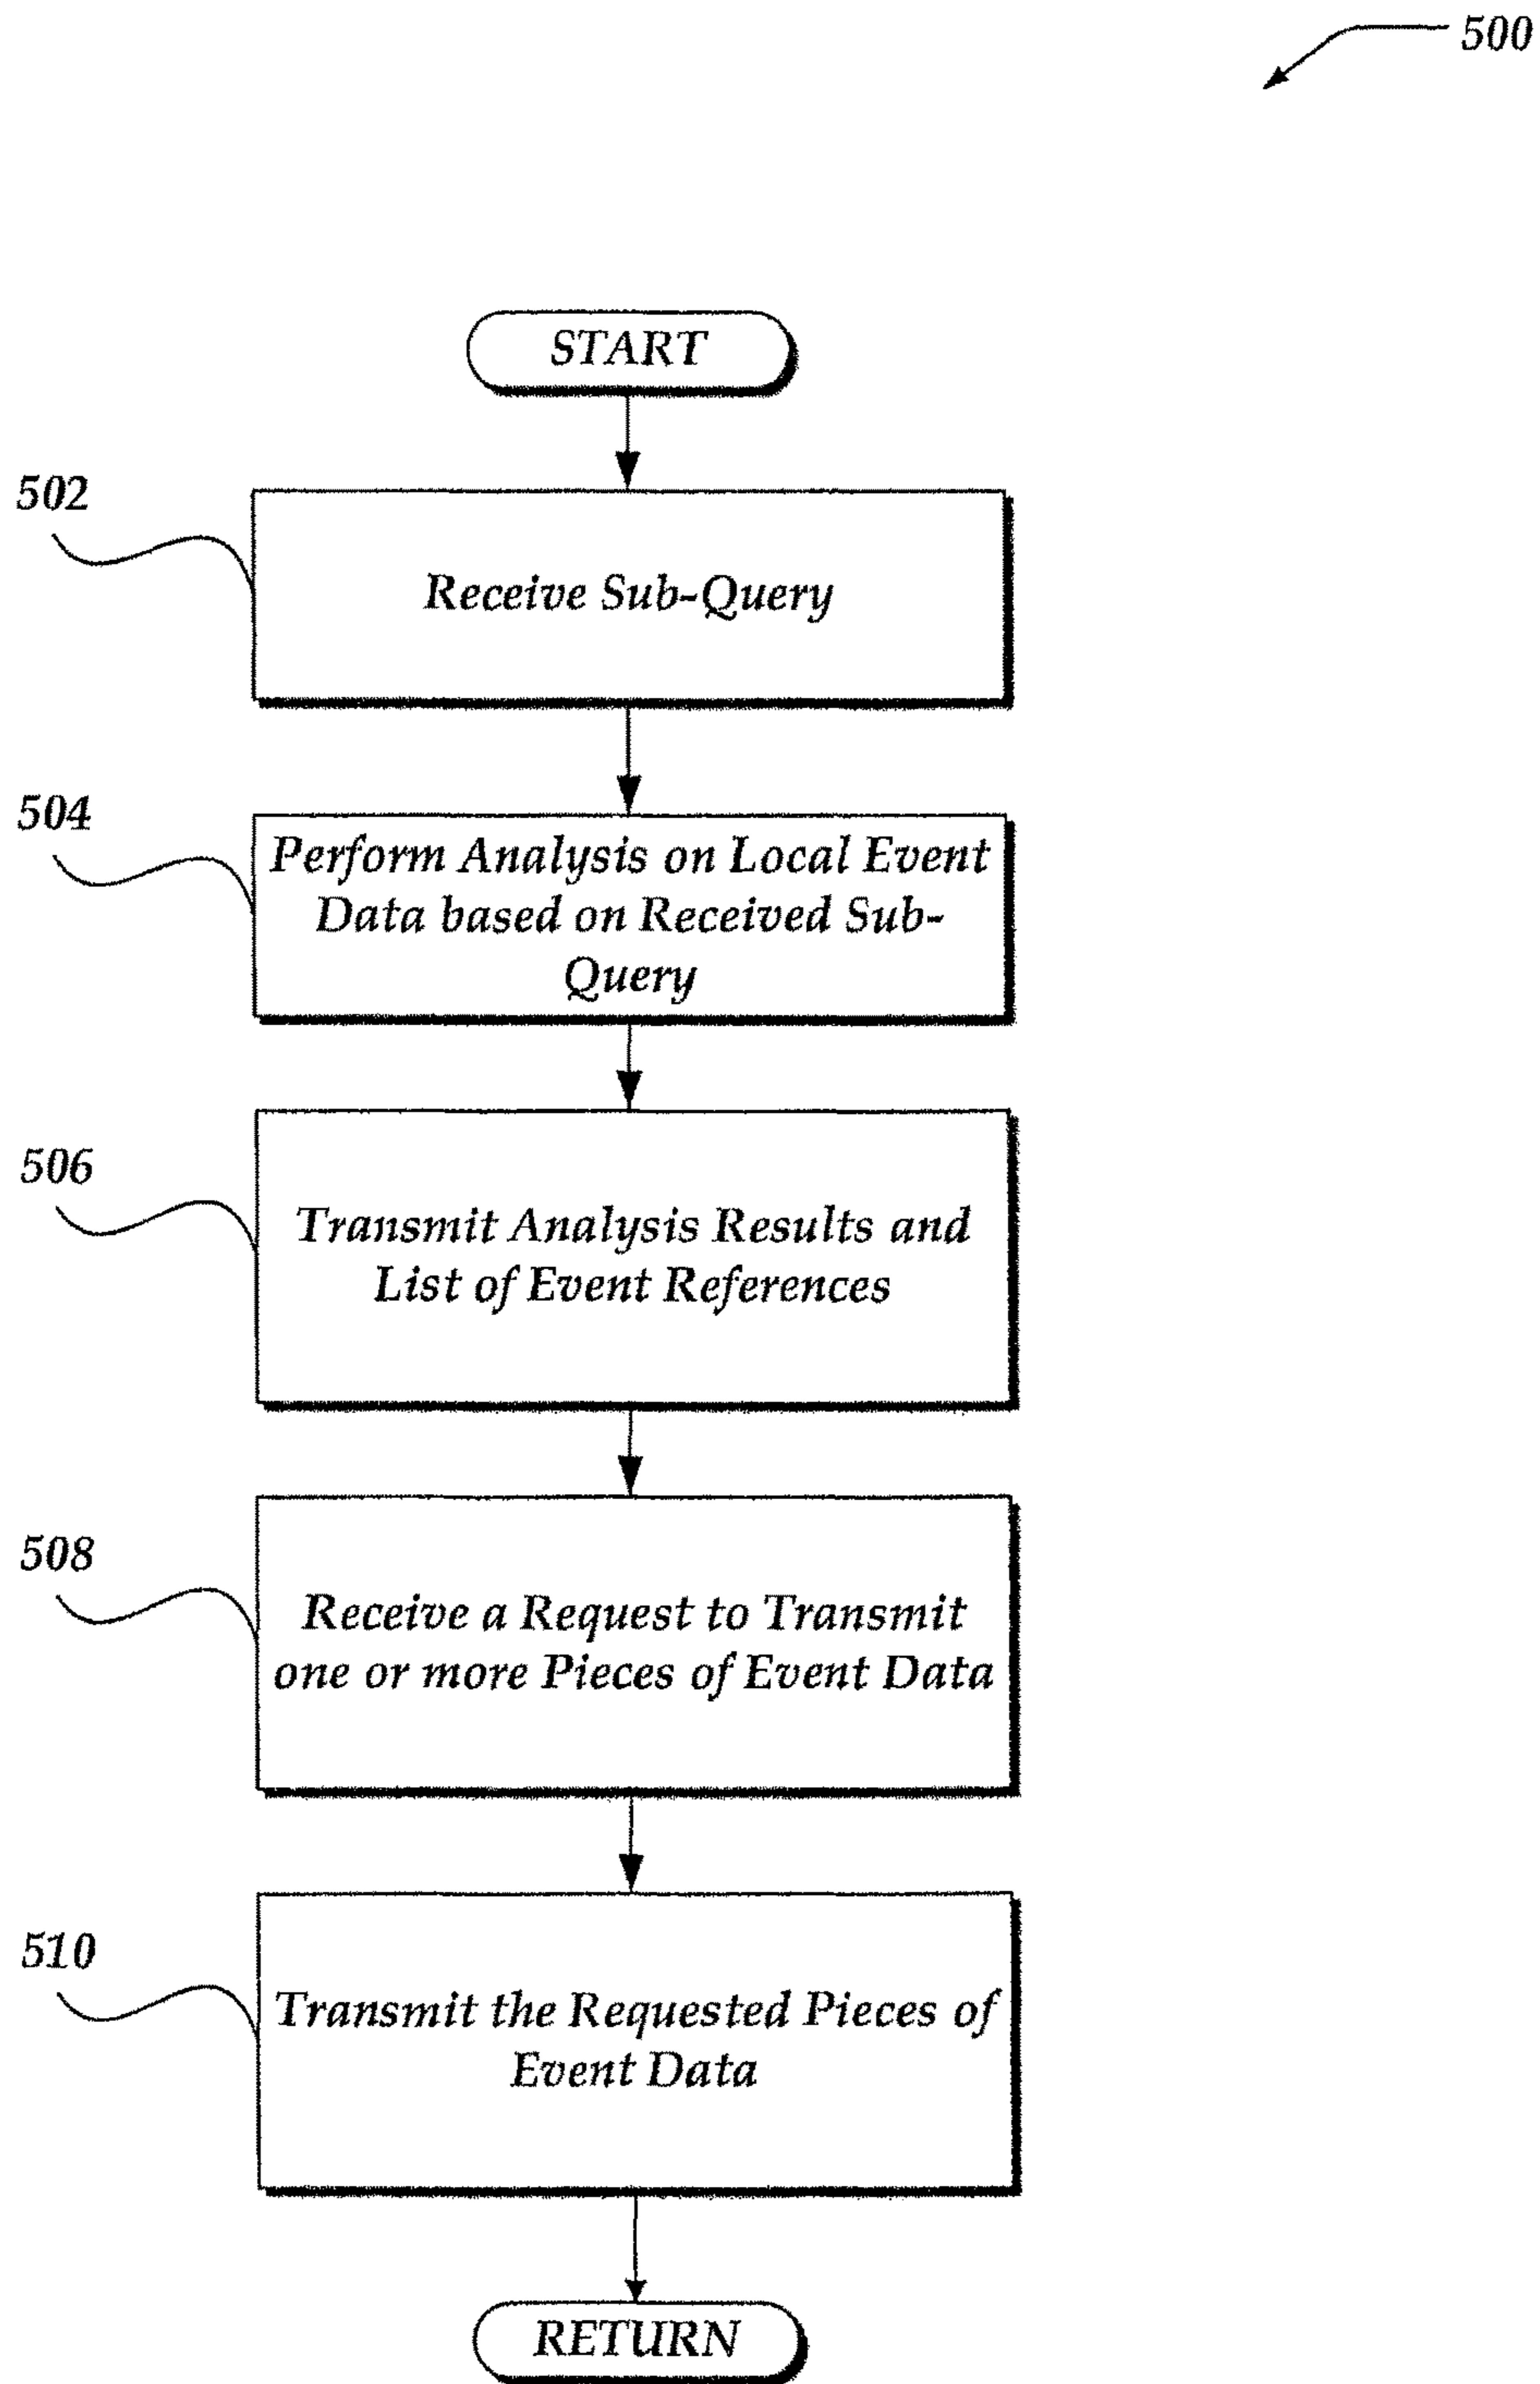 500
START
502
Receive Sub-Query
504
Perform Analysis on Local Event
Data based on Received Sub-
Query
506
Transmit Analysis Results and
List of Event References
508
Receive a Request to Transmit
one or more Pieces of Event Data
510
Transmit the Requested Pieces of
Event Data
RETURN